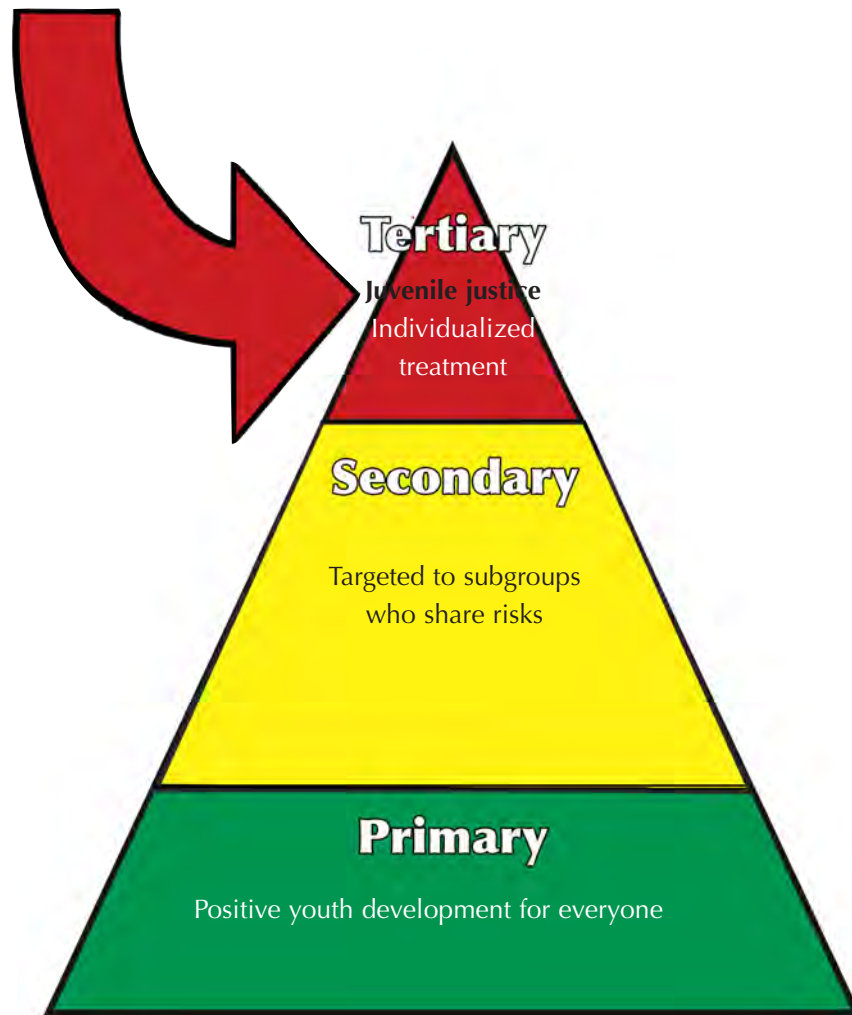 Tertiary
Juvenile justice
Individualized
treatment
Secondary
Targeted to subgroups
who share risks
Primary
Positive youth development for everyone